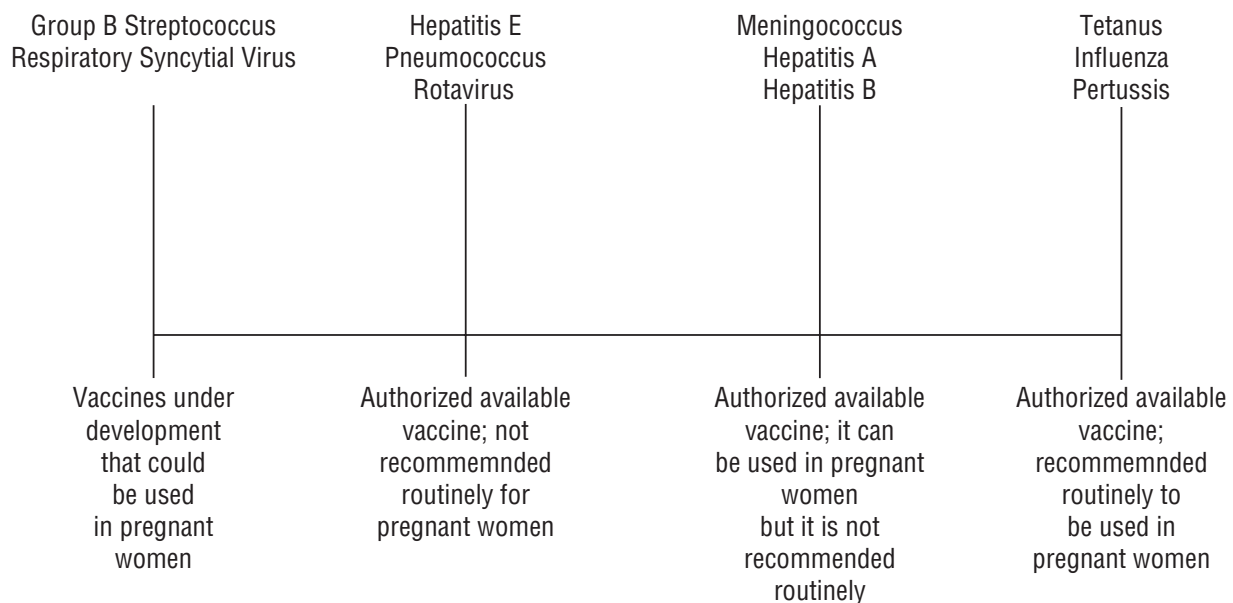 Group B Streptococcus
Respiratory Syncytial Virus
Hepatitis E
Pneumococcus
Rotavirus
Meningococcus
Hepatitis A
Hepatitis B
Tetanus
Influenza
Pertussis
Vaccines under
development
that could
be used
in pregnant
women
Authorized available
vaccine; not
recommemnded
routinely for
pregnant women
Authorized available
vaccine; it can
be used in pregnant
women
but it is not
recommended
routinely
Authorized available
vaccine;
recommemnded
routinely to
be used in
pregnant women